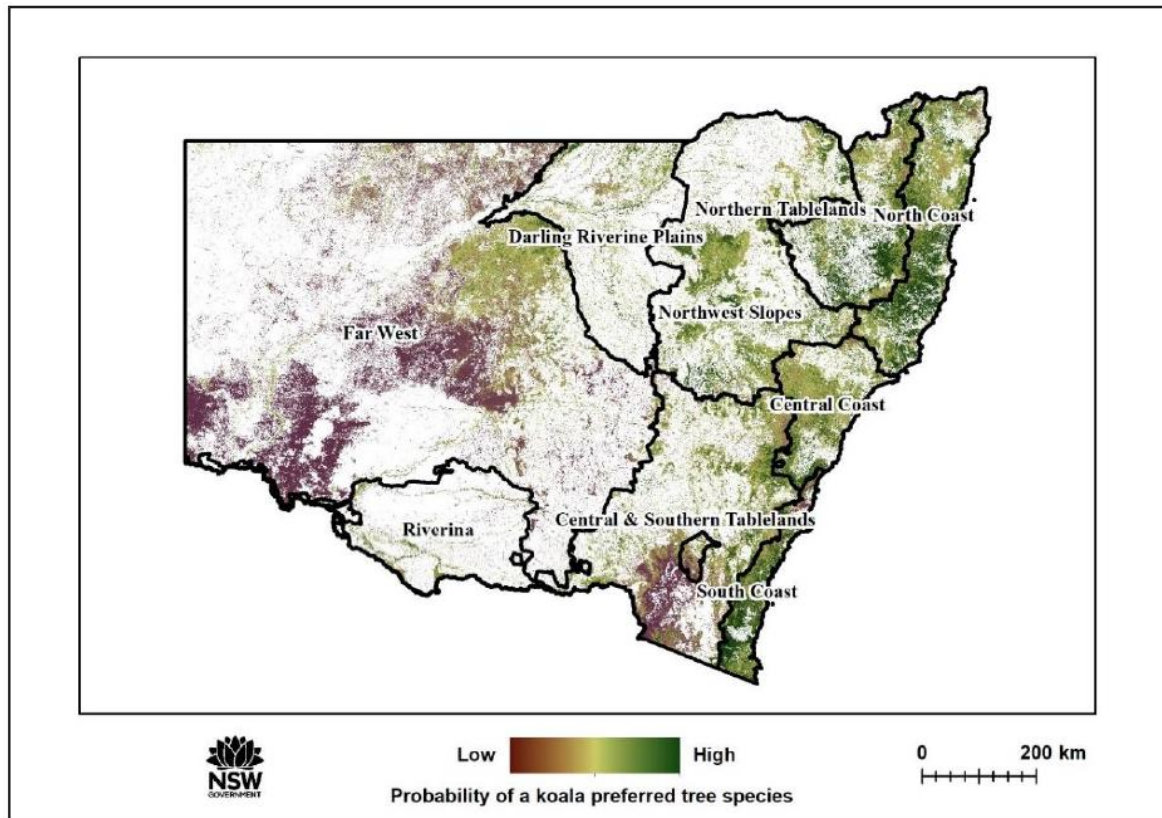 Northern Tablelands
North Coast
Darling Riverine Plains
Northwest Slopes
Far West
Central Coast
Riverina
Central & Southern Tablelands
South Coast
Low
High
0
200 km
NSW
GOVERNMENT
Probability of a koala preferred tree species